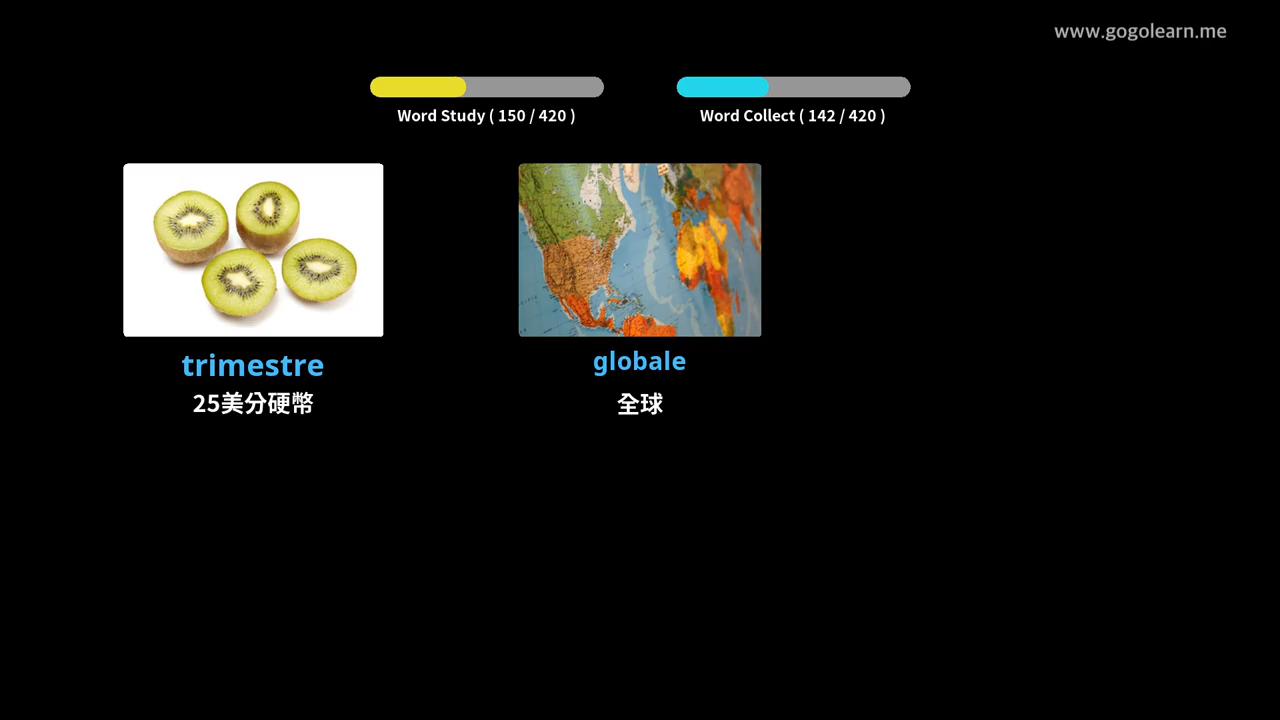 www.gogolearn.me
Word Study ( 150 / 420 )
Word Collect ( 142 / 420 )
trimestre
25美分硬幣
globale
全球